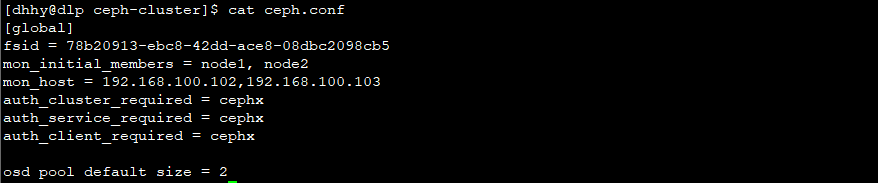 [dhhy@dlp ceph-cluster]$ cat ceph.conf
[global]
fsid = 78b20913-ebc8-42dd-ace8-08dbc2098cb5
mon_initial_members = node1, node2
mon_host = 192.168.100.102,192.168.100.103
auth_cluster_required = cephx
auth_service_required = cephx
auth_client_required = cephx
osd pool default size = 2